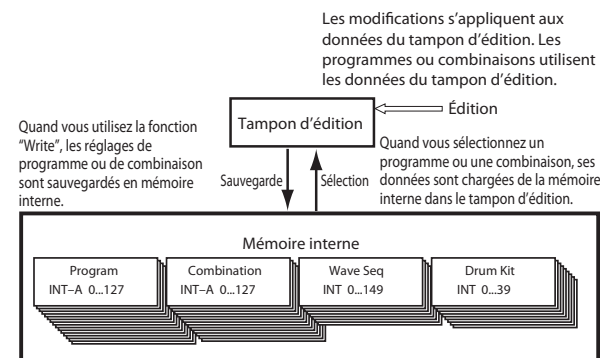 Les modifications s'appliquent aux
données du tampon d'édition. Les
programmes ou combinaisons utilisent
les données du tampon d'édition.
Tampon d'édition
Édition
Quand vous utilisez la fonction
"Write", les réglages de
programme ou de combinaison
sont sauvegardés en mémoire
interne.
Sauvegarde
Sélection
Quand vous sélectionnez un
programme ou une combinaison, ses
données sont chargées de la mémoire
interne dans le tampon d'édition.
Mémoire interne
Program
INT–A 0...127
Combination
INT–A 0...127
Wave Seq
INT 0...149
Drum Kit
INT 0...39